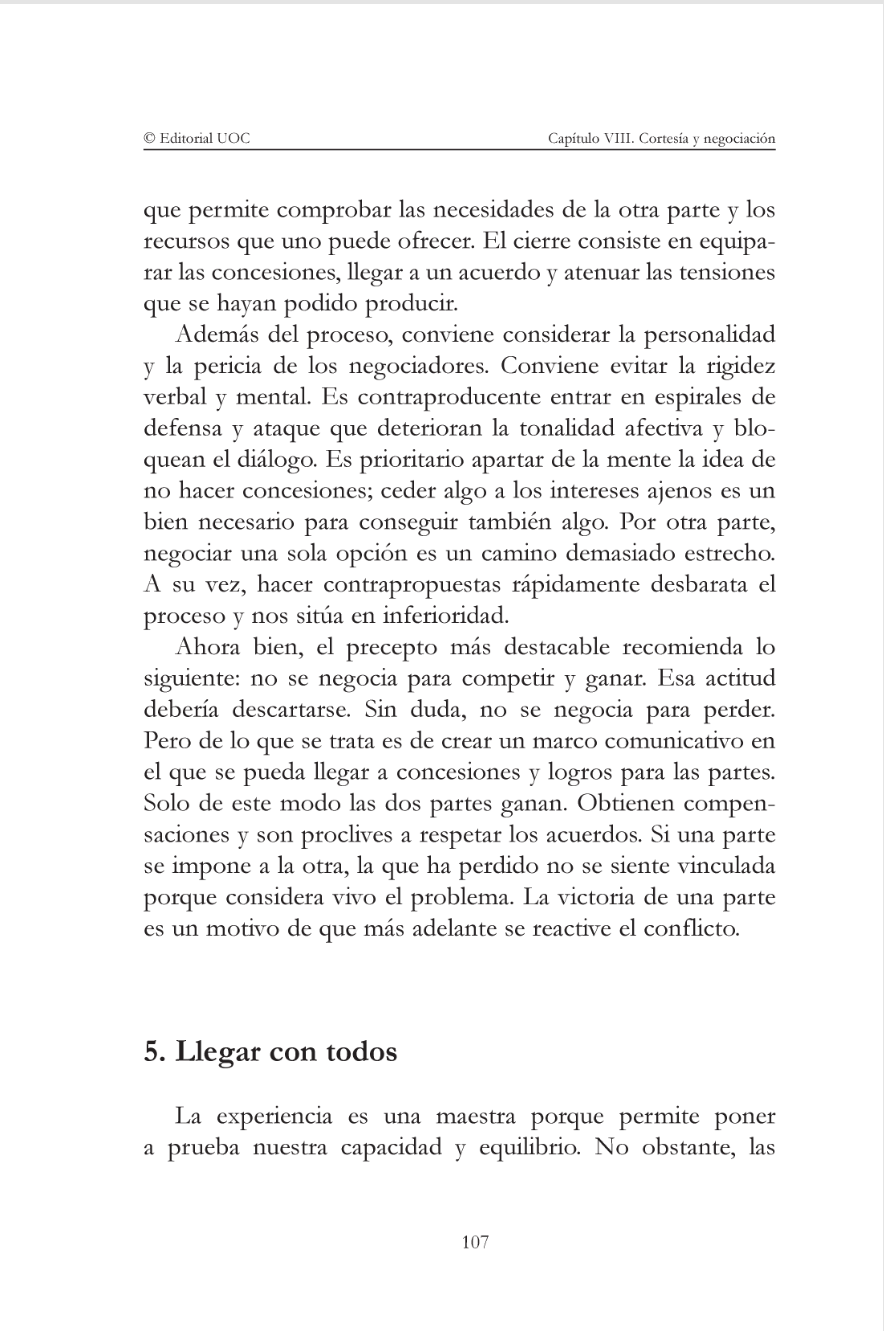 © Editorial UOC
Capítulo VIII. Cortesía y negociación
que permite comprobar las necesidades de la otra parte y los
recursos que uno puede ofrecer. El cierre consiste en equipa-
rar las concesiones, llegar a un acuerdo y atenuar las tensiones
que se hayan podido producir.
Además del proceso, conviene considerar la personalidad
y la pericia de los negociadores. Conviene evitar la rigidez
verbal y mental. Es contraproducente entrar en espirales de
defensa y ataque que deterioran la tonalidad afectiva y blo-
quean el diálogo. Es prioritario apartar de la mente la idea de
no hacer concesiones; ceder algo a los intereses ajenos es un
bien necesario para conseguir también algo. Por otra parte,
negociar una sola opción es un camino demasiado estrecho.
A su vez, hacer contrapropuestas rápidamente desbarata el
proceso y nos sitúa en inferioridad.
Ahora bien, el precepto más destacable recomienda lo
siguiente: no se negocia para competir y ganar. Esa actitud
debería descartarse. Sin duda, no se negocia para perder.
Pero de lo que se trata es de crear un marco comunicativo en
el que se pueda llegar a concesiones y logros para las partes.
Solo de este modo las dos partes ganan. Obtienen compen-
saciones y son proclives a respetar los acuerdos. Si una parte
se impone a la otra, la que ha perdido no se siente vinculada
porque considera vivo el problema. La victoria de una parte
es un motivo de que más adelante se reactive el conflicto.
5. Llegar con todos
La experiencia es una maestra porque permite poner
a prueba nuestra capacidad y equilibrio. No obstante, las
107